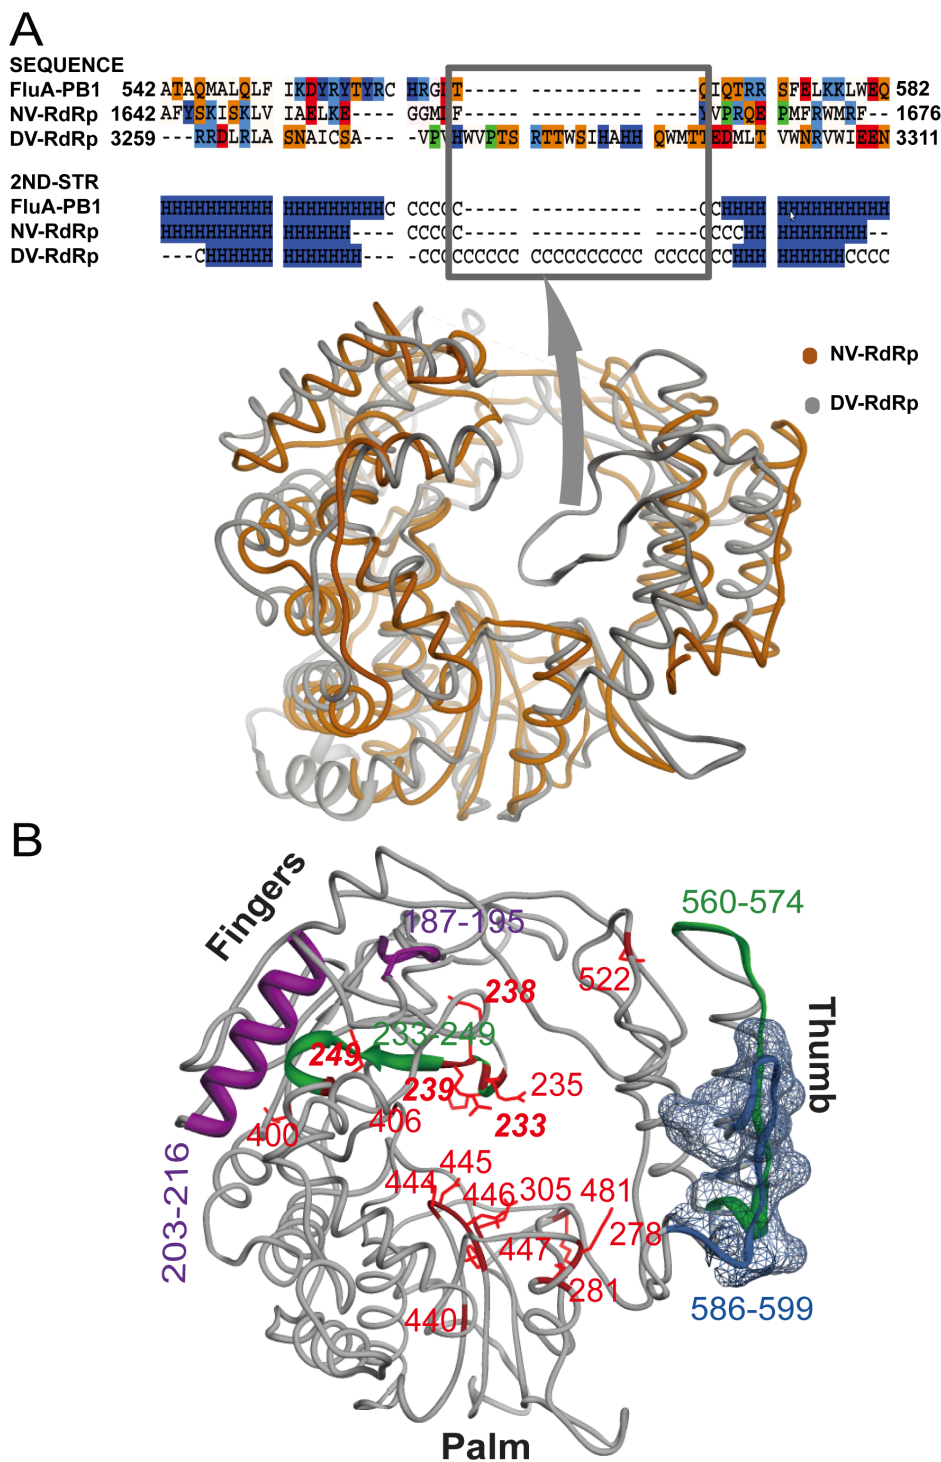 A
SEQUENCE
FluA-PB1 542 ATAQMALQLF IKDYRYTYRC HRGLT----- ---------- -----QIQTRR SFELKKLWEQ 582
NV-RdRp 1642 AFYSKISKLV IAELKE---- GGMEF----- ---------- -----YVPRQE PMFRWMRF-- 1676
DV-RdRp 3259 ---RRDLRLA SNAICSA--- --VPVHWVPTS RTTWSIHAHH QWMTTEDMLT VWNRVWIEEN 3311
2ND-STR
FluA-PB1 HHHHHHHHHH HHHHHHHHHC CCCCC----- ---------- ----CCHHHH HHHHHHHHHH
NV-RdRp HHHHHHHHHH HHHHHH---- CCCCC----- ---------- ----CCCCHH HHHHHHHH--
DV-RdRp ---CHHHHHH HHHHHHH--- -CCCCCCCCC CCCCCCCCCC CCCCCCCHHH HHHHHHCCCC
NV-RdRp
DV-RdRp
B
Fingers
560-574
187-195
522
238
233-249
249
Thumb
239
235
406
233
400
445
444
446
305
481
203-216
447
278
281
586-599
440
Palm